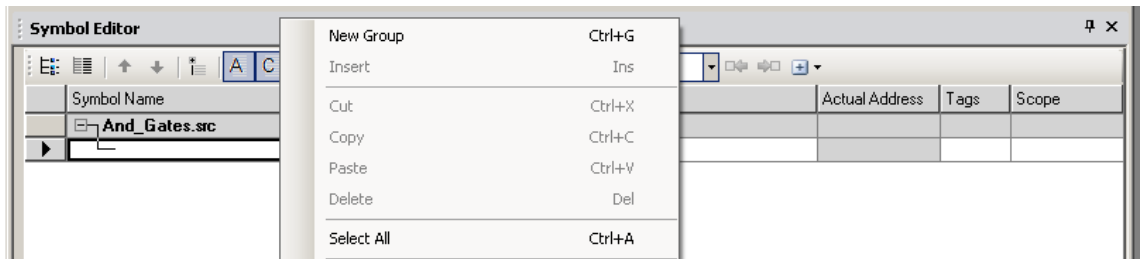 Symbol Editor
New Group Ctrl+G
A C
Insert Ins
Symbol Name
Actual Address Tags Scope
Cut Ctrl+X
And_Gates.src
Copy Ctrl+C
Paste Ctrl+V
Delete Del
Select All Ctrl+A